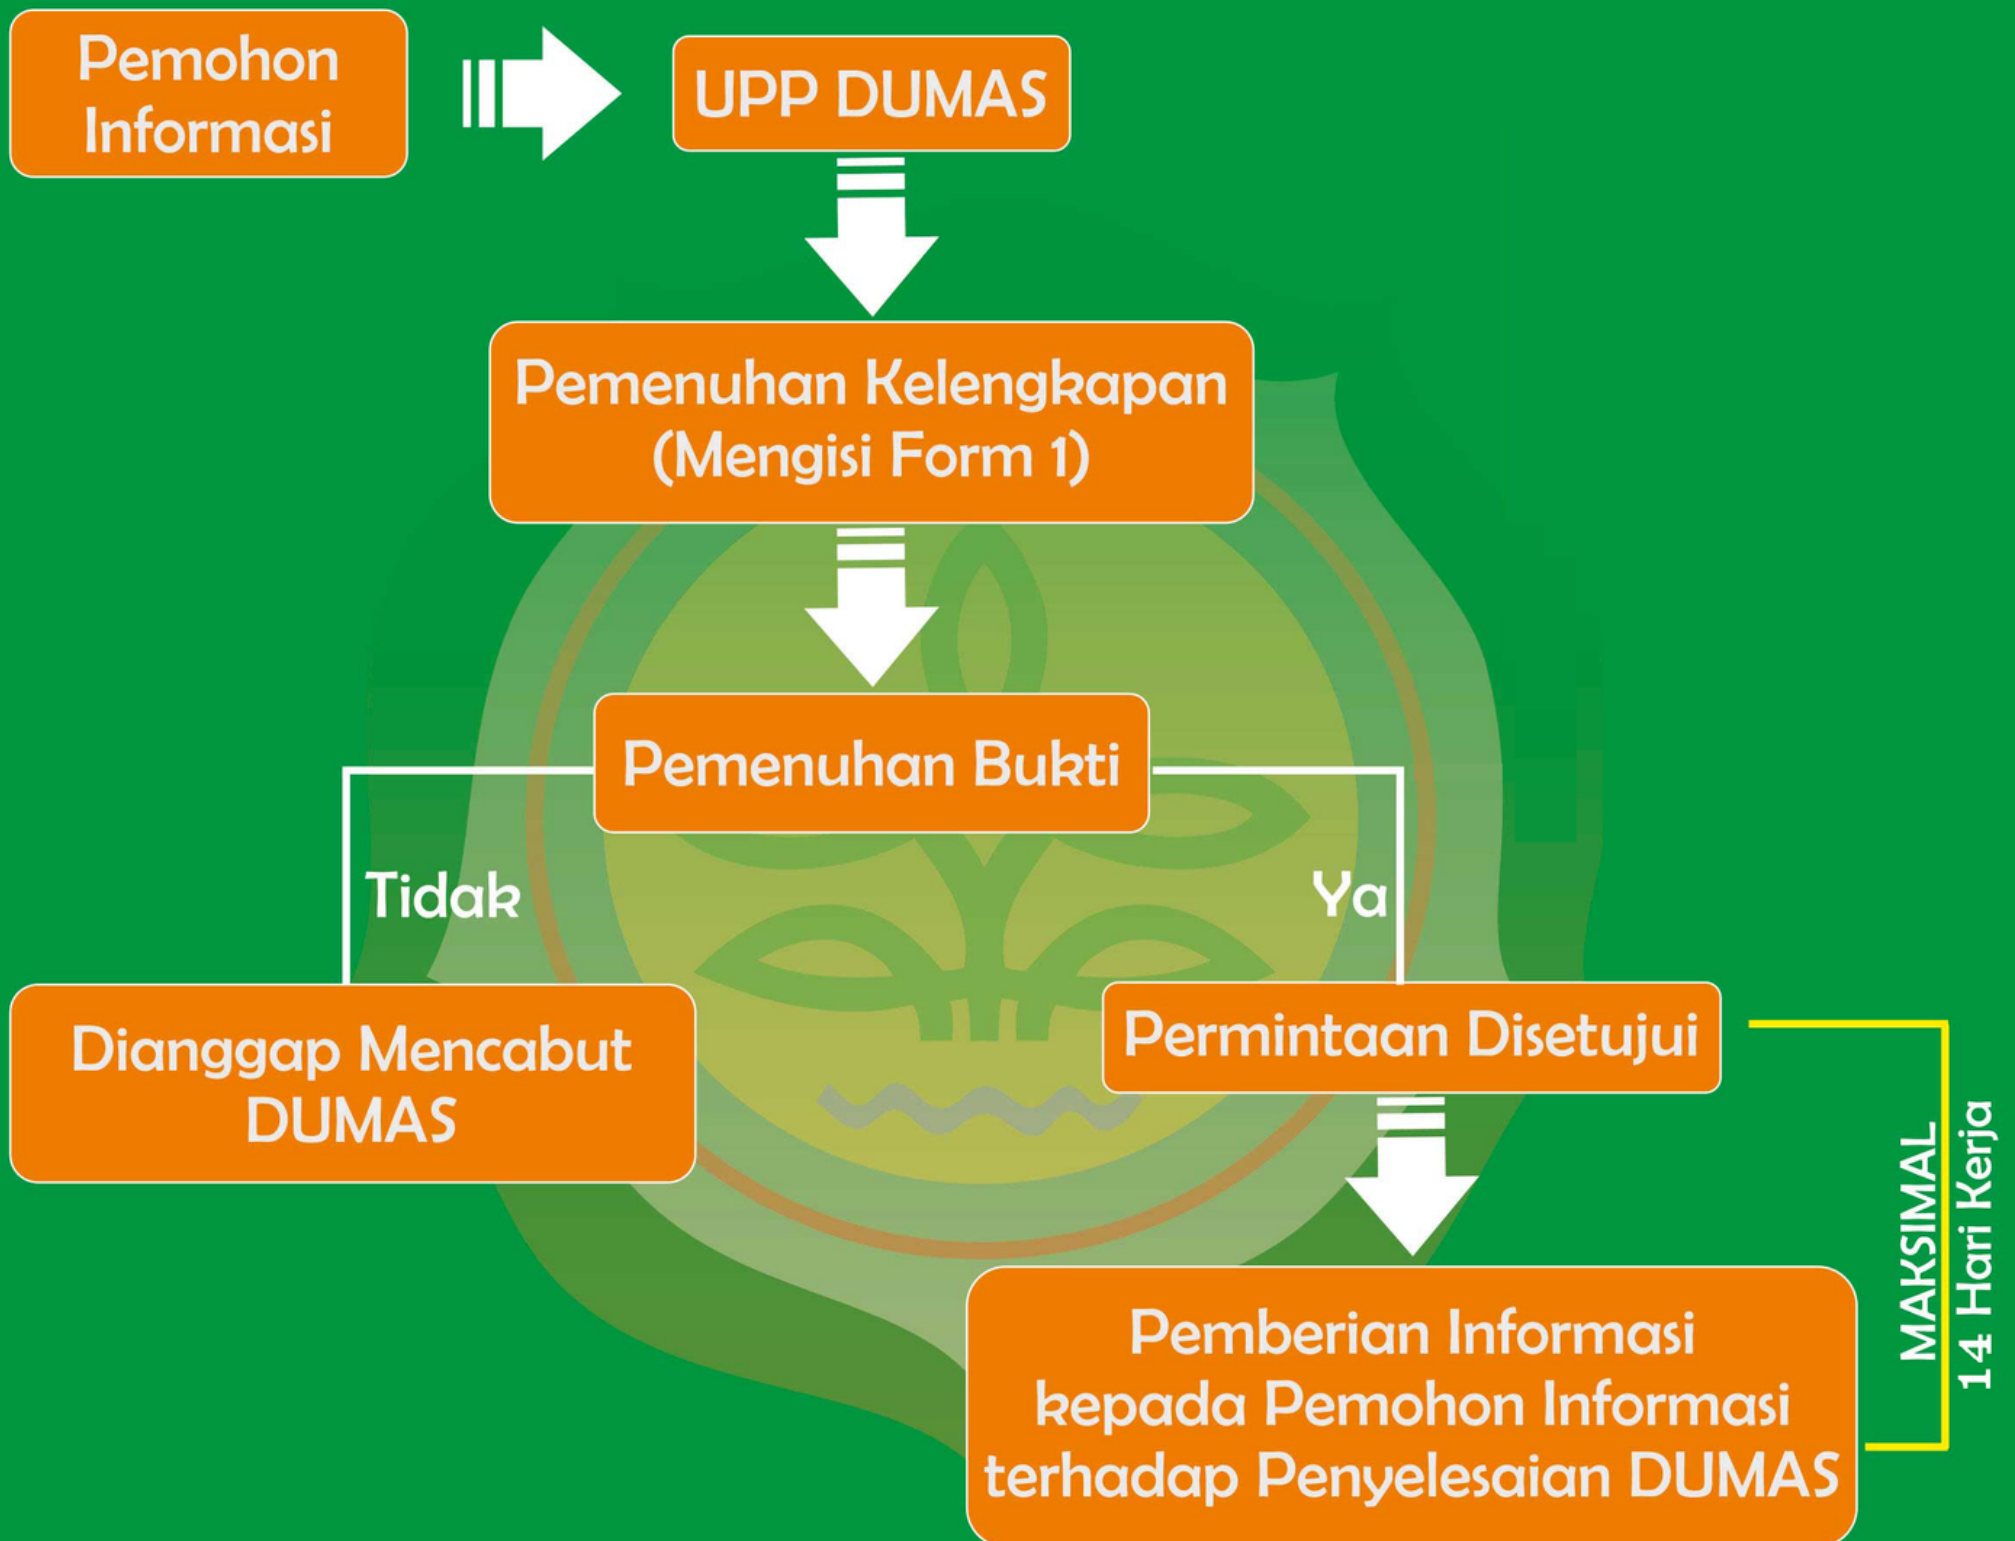 Pemohon
Informasi
UPP DUMAS
Pemenuhan Kelengkapan
(Mengisi Form 1)
Pemenuhan Bukti
Tidak
Ya
Dianggap Mencabut
DUMAS
Permintaan Disetujui
MAKSIMAL
14 Hari Kerja
Pemberian Informasi
kepada Pemohon Informasi
terhadap Penyelesaian DUMAS